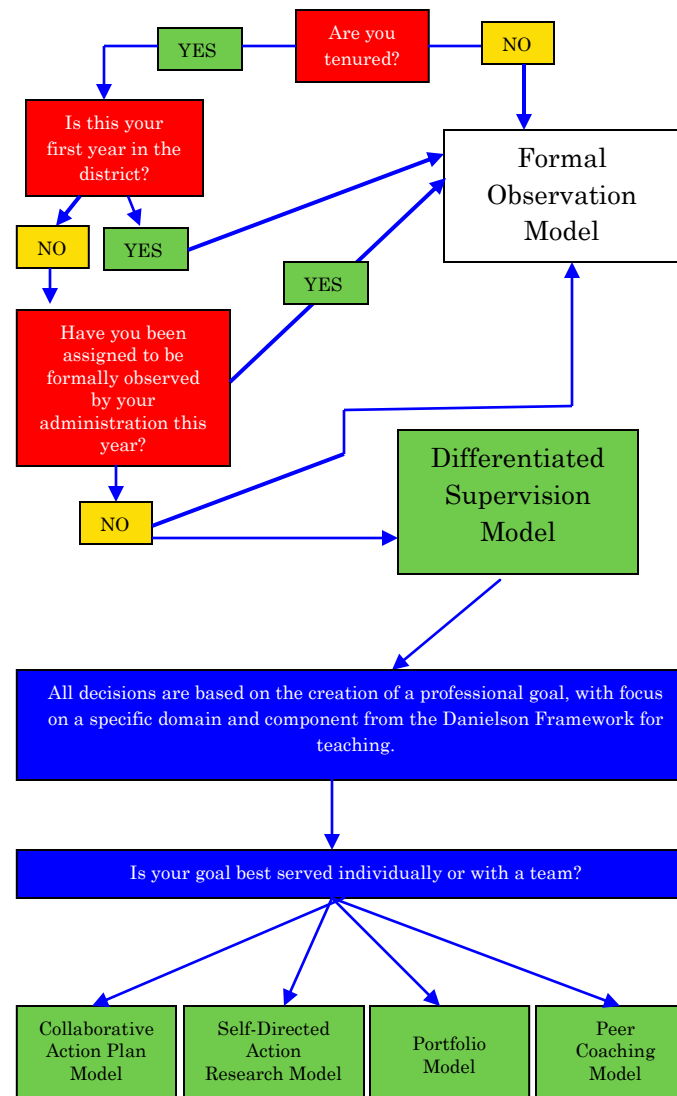 YES
Are you
tenured?
NO
Is this your
first year in the
district?
Formal
Observation
Model
NO
YES
YES
Have you been
assigned to be
formally observed
by your
administration this
year?
Differentiated
Supervision
Model
NO
All decisions are based on the creation of a professional goal, with focus
on a specific domain and component from the Danielson Framework for
teaching.
Is your goal best served individually or with a team?
Collaborative
Action Plan
Model
Self-Directed
Action
Research Model
Portfolio
Model
Peer
Coaching
Model